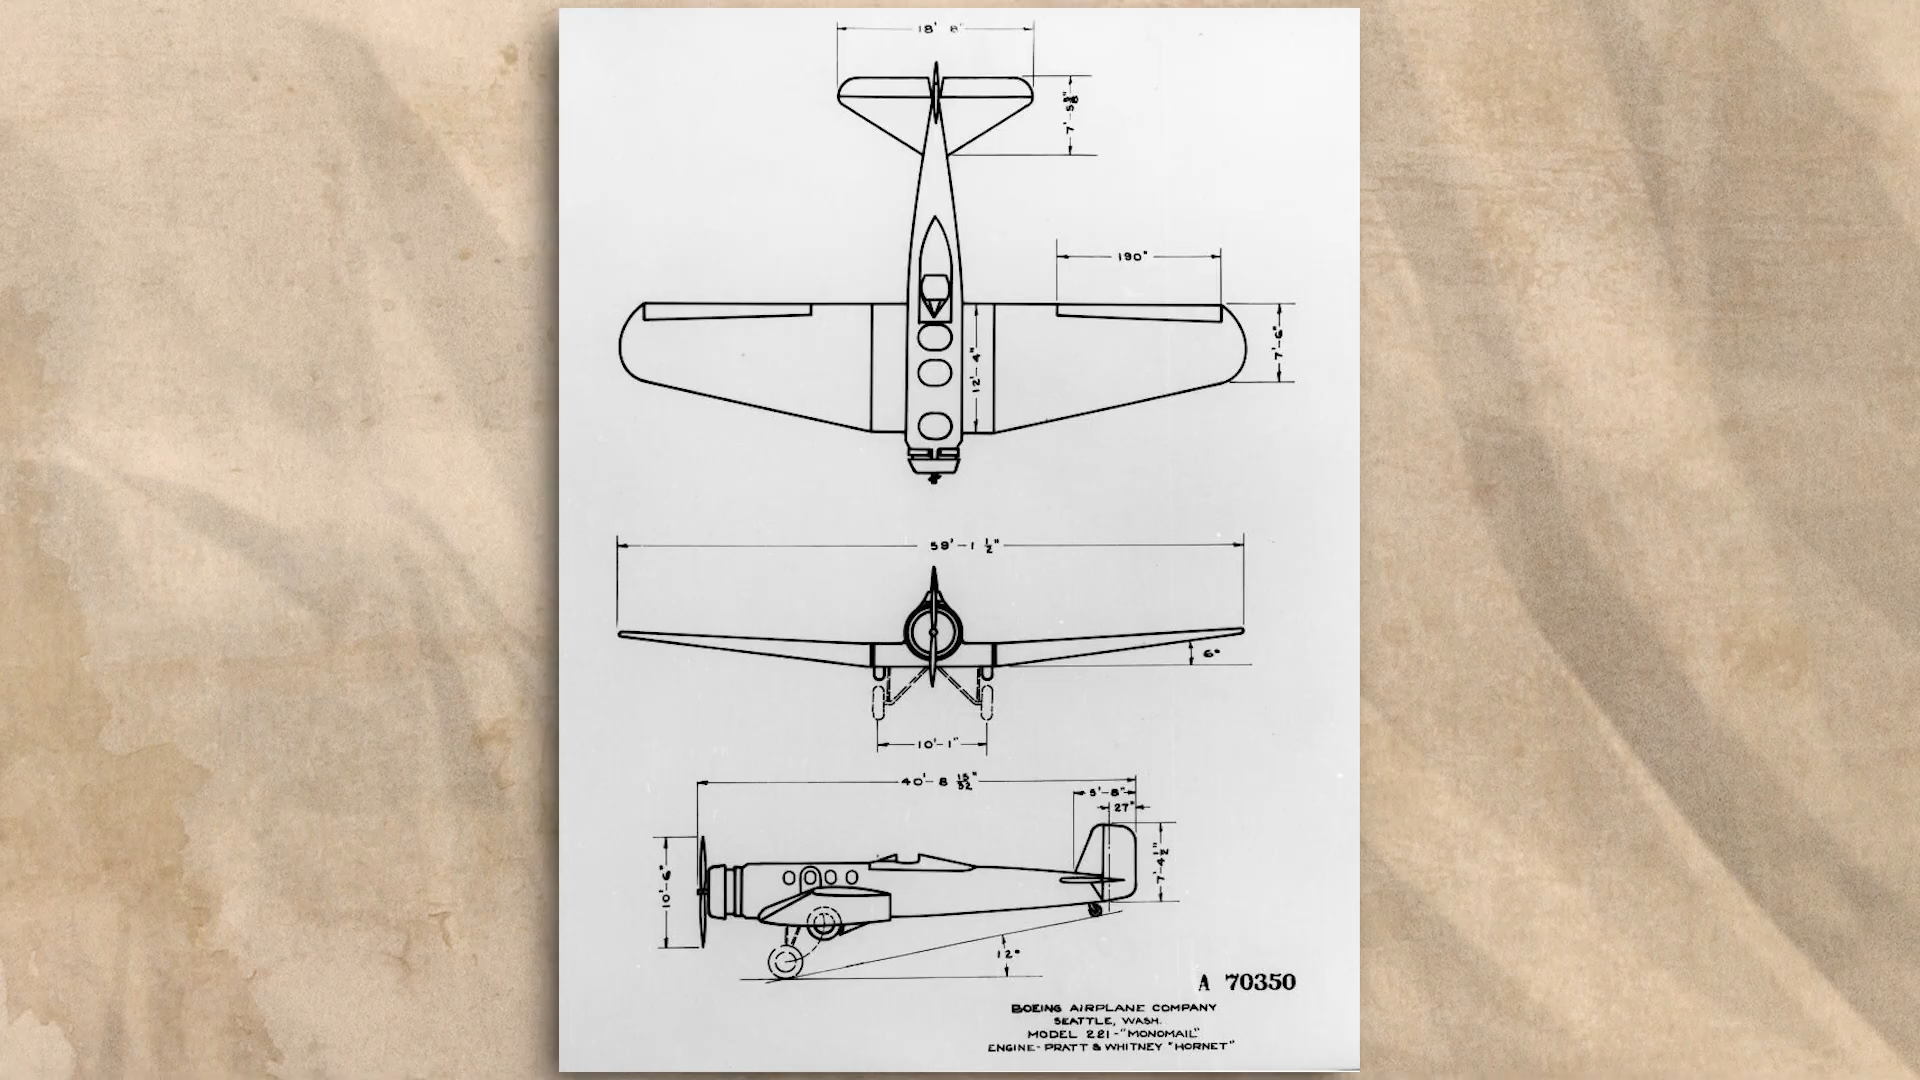 18' 8"
7'-5 5/8"
190"
7'-6"
12'-4"
59'-1 1/2"
6°
10'-1"
40'-8 15/32"
5'-8"
27"
10'-6"
7'-4 1/2"
12°
A 70350
BOEING AIRPLANE COMPANY
SEATTLE, WASH.
MODEL 221-"MONOMAIL"
ENGINE-PRATT & WHITNEY "HORNET"